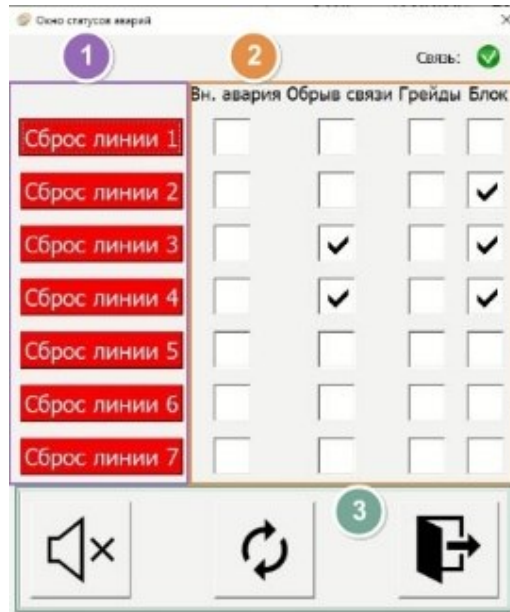 Окно статусов аварий
1
2
Связь:
Вн. авария Обрыв связи Грейды Блок
Сброс линии 1
Сброс линии 2
Сброс линии 3
Сброс линии 4
Сброс линии 5
Сброс линии 6
Сброс линии 7
3